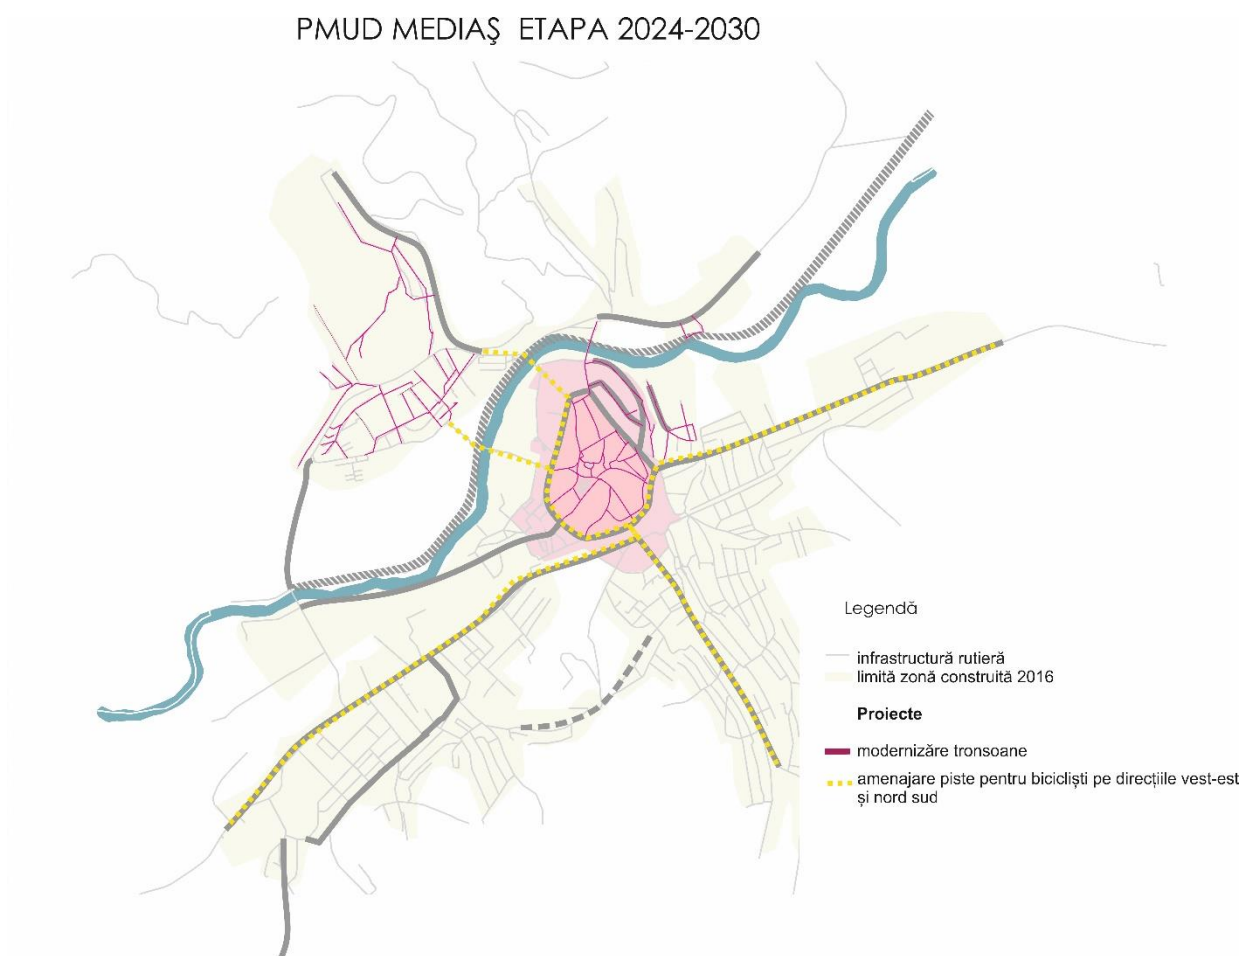 PMUD MEDIAŞ ETAPA 2024-2030
Legendă
infrastructură rutieră
limită zonă construită 2016
Proiecte
modernizăre tronsoane
amenajare piste pentru bicicliști pe direcțiile vest-est
și nord sud